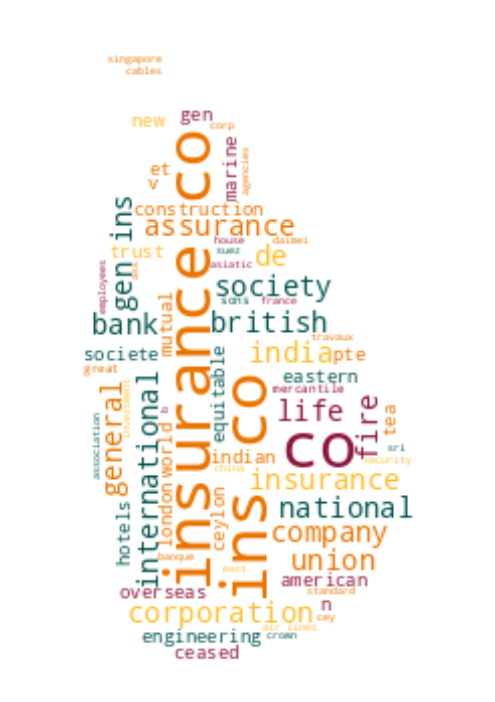 singapore
cables
new
gen
corp
marine
agencies
et
v
insurance co
construction
assurance
gen ins
house
daimei
suez
trust
de
asiatic
employees
society
sons
france
mutual
bank
british
travaux
societe
equitable
india
pte
great
eastern
mercantile
investment
general
international
b
life
ins co
co
fire
tea
association
world
indian
sri
security
china
insurance
london
ceylon
national
hotels
company
banque
union
east
american
overseas
standard
n
corporation
cey
air lines
engineering
crown
ceased